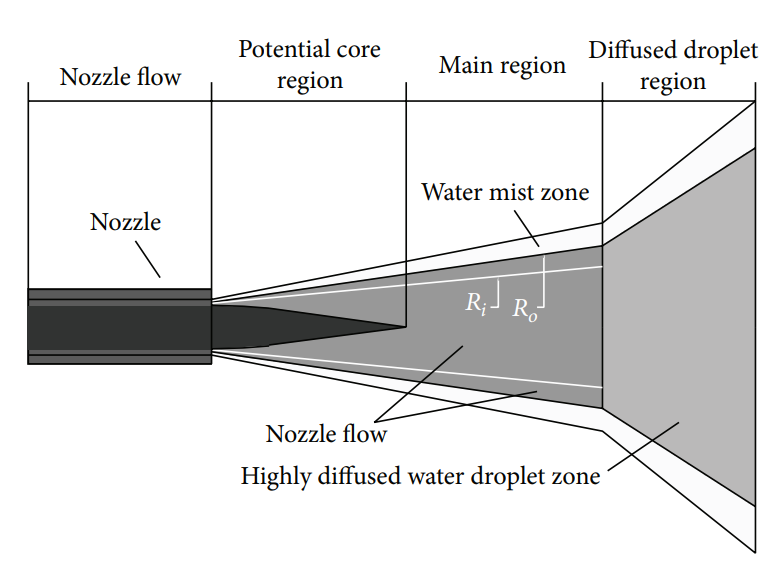 Nozzle flow
Potential core
region
Main region
Diffused droplet
region
Water mist zone
Nozzle
Ri
Ro
Nozzle flow
Highly diffused water droplet zone